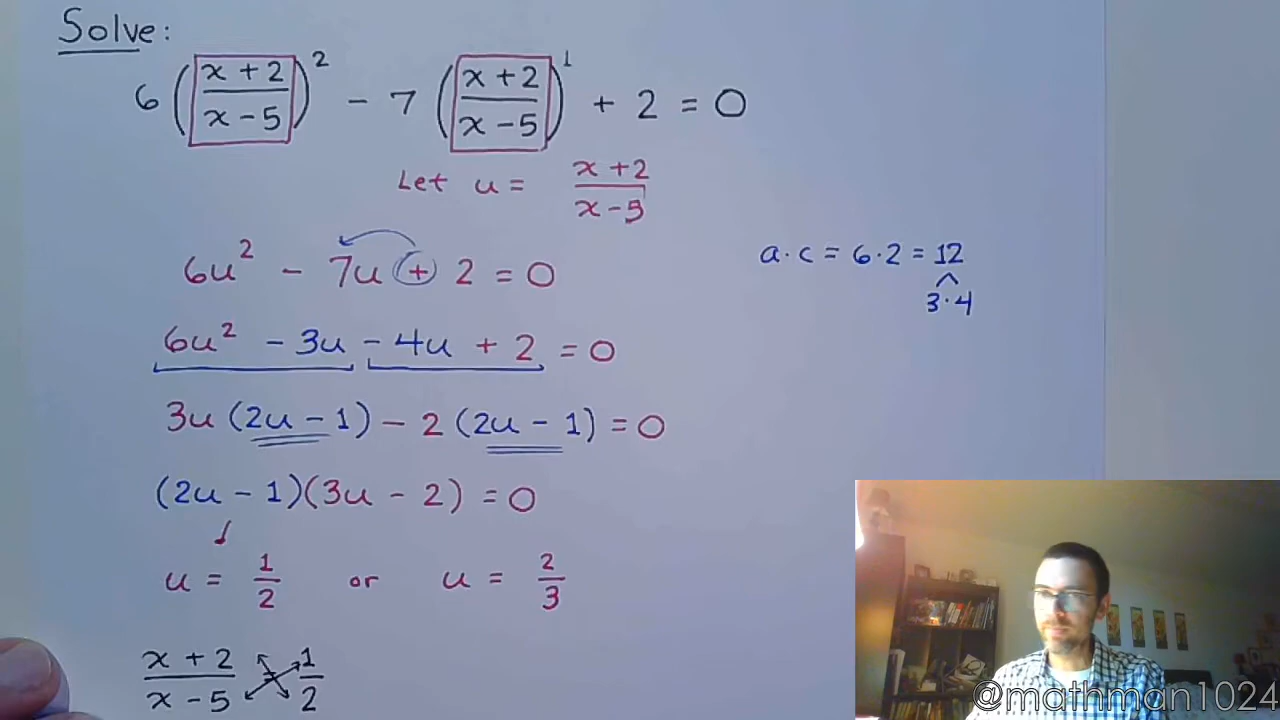 Solve:
6 ( (x + 2)/(x - 5) )² - 7 ( (x + 2)/(x - 5) )¹ + 2 = 0
Let u = (x + 2)/(x - 5)
6u² - 7u + 2 = 0
a · c = 6 · 2 = 12
3 · 4
6u² - 3u - 4u + 2 = 0
3u (2u - 1) - 2 (2u - 1) = 0
(2u - 1)(3u - 2) = 0
u = 1/2 or u = 2/3
(x + 2)/(x - 5) 1/2
@mathman1024